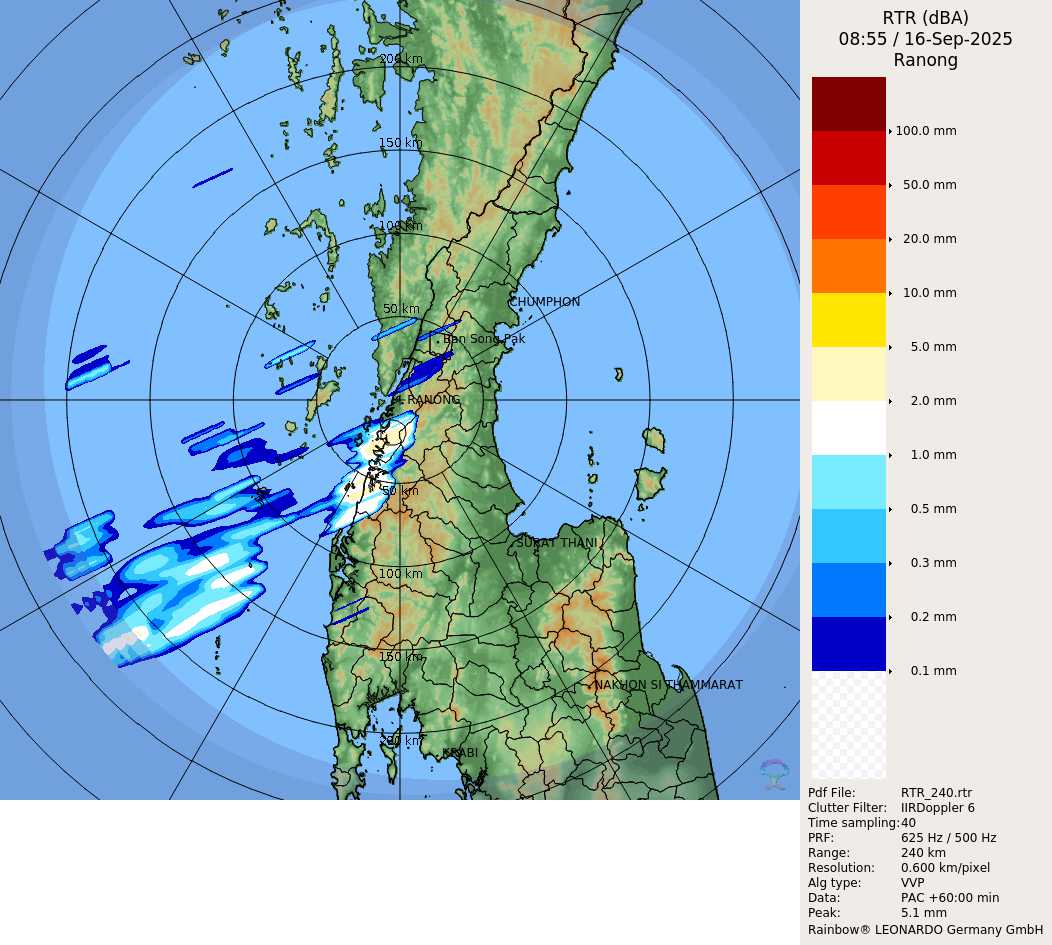 RTR (dBA)
08:55 / 16-Sep-2025
Ranong
200 km
150 km
100 km
50 km
CHUMPHON
Ban Song Pak
RANONG
50 km
SURAT THANI
100 km
150 km
NAKHON SI THAMMARAT
200 km
KRABI
100.0 mm
50.0 mm
20.0 mm
10.0 mm
5.0 mm
2.0 mm
1.0 mm
0.5 mm
0.3 mm
0.2 mm
0.1 mm
Pdf File: RTR_240.rtr
Clutter Filter: IIRDoppler 6
Time sampling:40
PRF: 625 Hz / 500 Hz
Range: 240 km
Resolution: 0.600 km/pixel
Alg type: VVP
Data: PAC +60:00 min
Peak: 5.1 mm
Rainbow® LEONARDO Germany GmbH